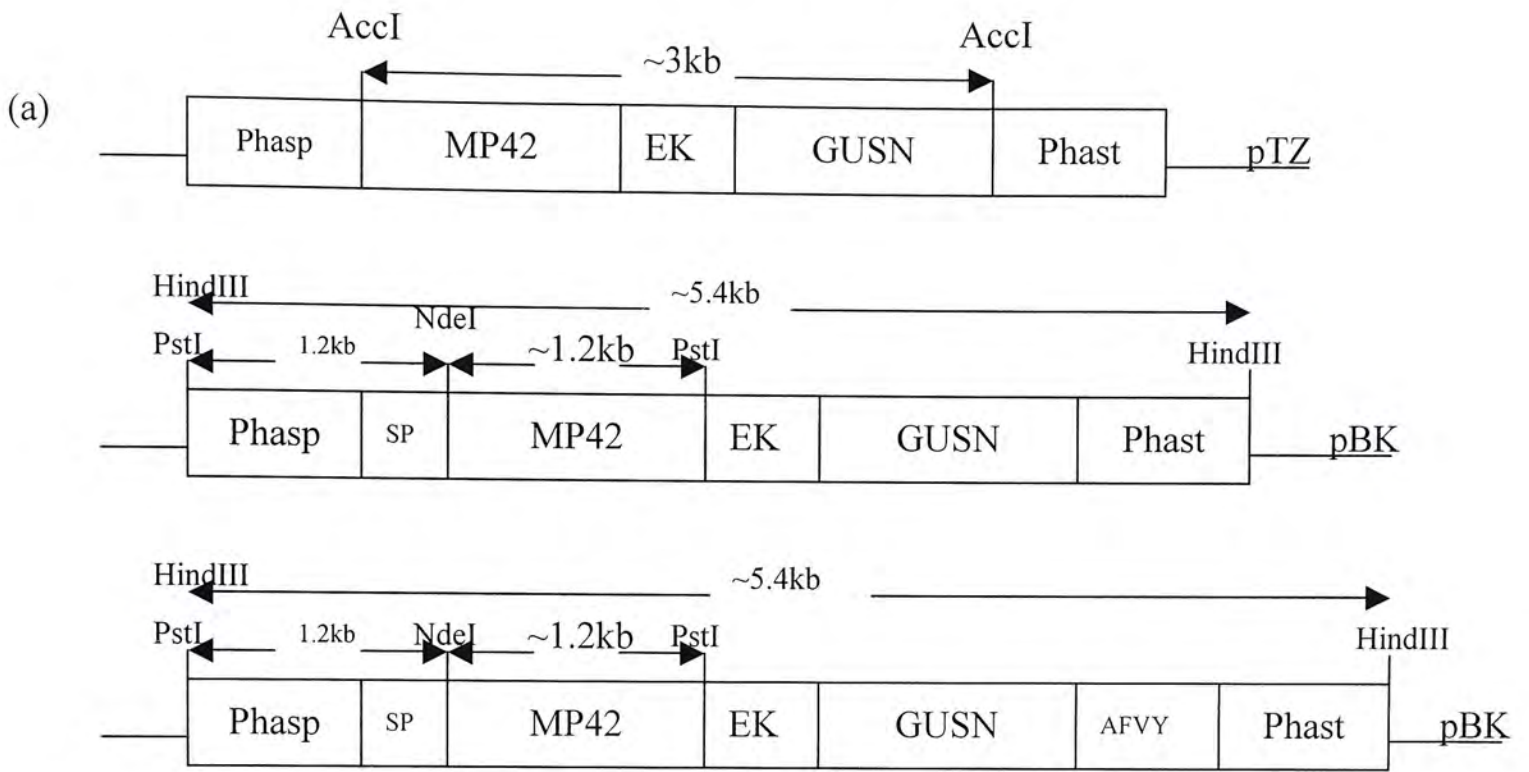 AccI AccI
~3kb
(a)
Phasp MP42 EK GUSN Phast pTZ
HindIII ~5.4kb
NdeI
PstI 1.2kb ~1.2kb PstI HindIII
Phasp SP MP42 EK GUSN Phast pBK
HindIII ~5.4kb
PstI 1.2kb NdeI ~1.2kb PstI HindIII
Phasp SP MP42 EK GUSN AFVY Phast pBK